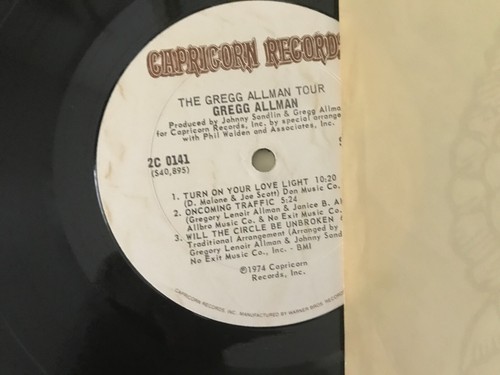 CAPRICORN RECORDS
THE GREGG ALLMAN TOUR
GREGG ALLMAN
Produced by Johnny Sandlin & Gregg Allm
for Capricorn Records, Inc. by special arrange
with Phil Walden and Associates, Inc.
2C 0141
(S40,895)
1. TURN ON YOUR LOVE LIGHT 10:20
(D. Malone & Joe Scott) Don Music Co.
2. ONCOMING TRAFFIC 5:24
(Gregory Lenoir Allman & Janice B. Al
Allbro Music Co. & No Exit Music Co.
3. WILL THE CIRCLE BE UNBROKEN
Traditional Arrangement (Arranged by
Gregory Lenoir Allman & Johnny Sand
No Exit Music Co., Inc. - BMI
℗1974 Capricorn
Records, Inc.
CAPRICORN RECORDS, INC. MANUFACTURED BY WARNER BROS. RECORDS